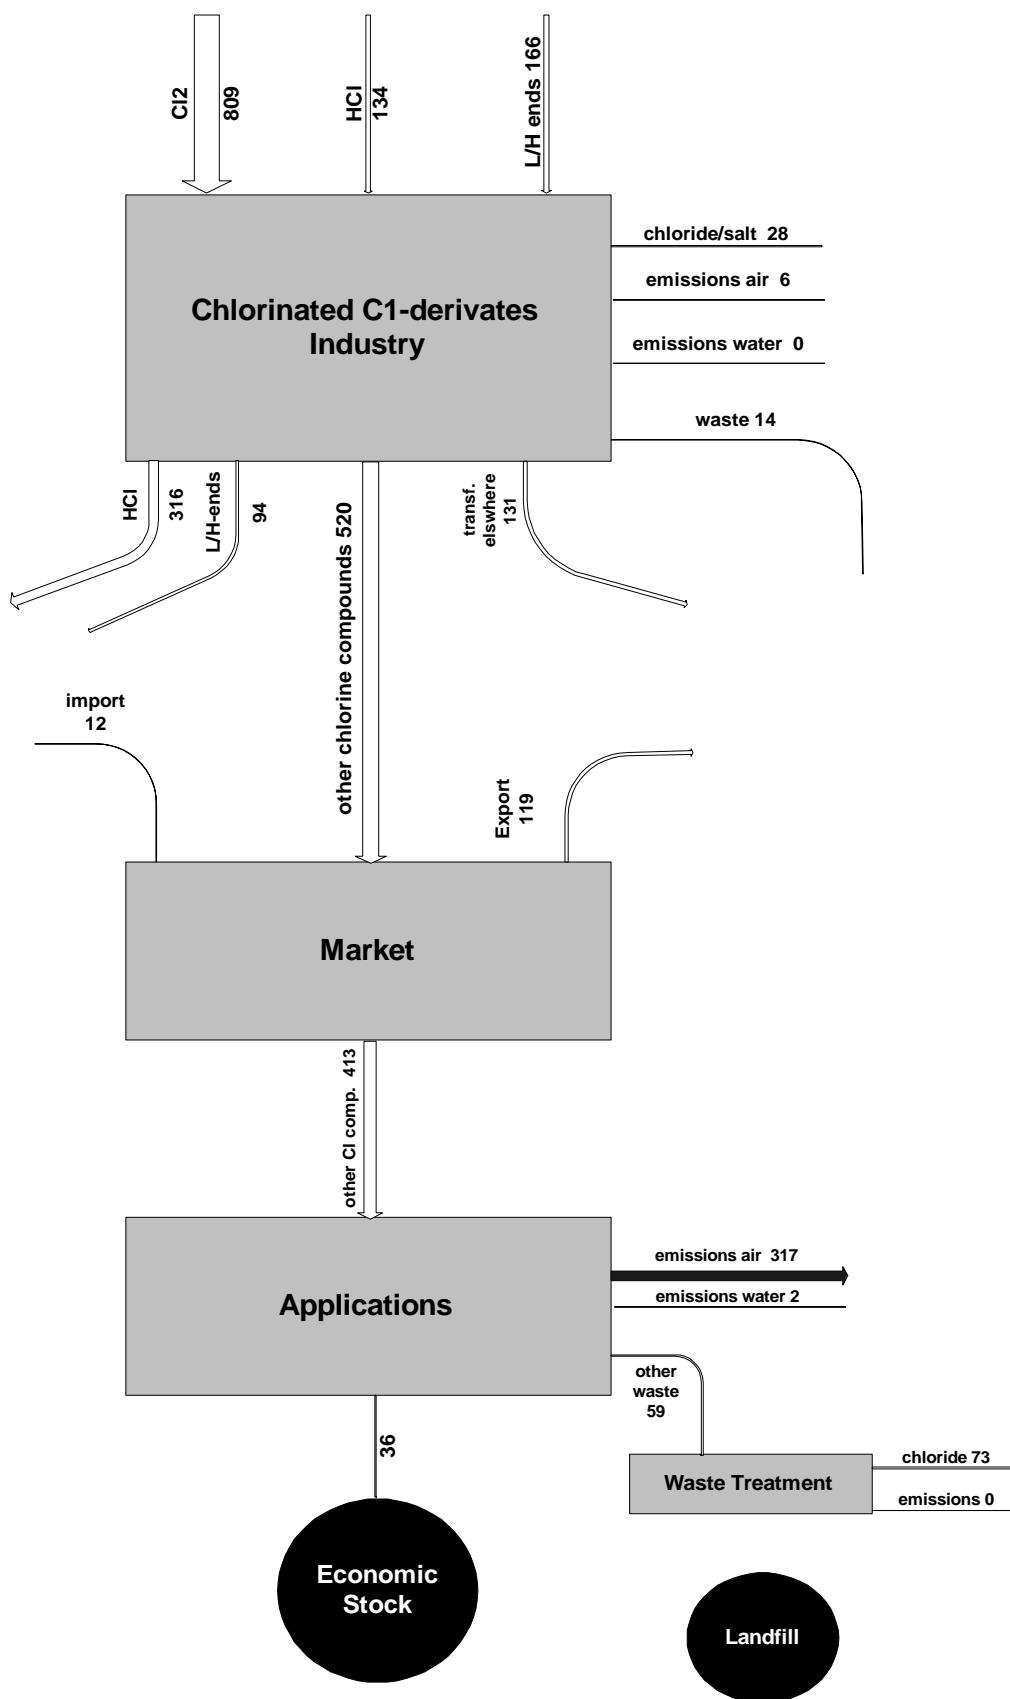 Cl2
809
HCl
134
L/H ends 166
Chlorinated C1-derivates
Industry
chloride/salt 28
emissions air 6
emissions water 0
waste 14
HCl
316
L/H-ends
94
other chlorine compounds 520
transf.
elswhere
131
import
12
Export
119
Market
other Cl comp. 413
Applications
emissions air 317
emissions water 2
other
waste
59
36
Waste Treatment
chloride 73
emissions 0
Economic
Stock
Landfill